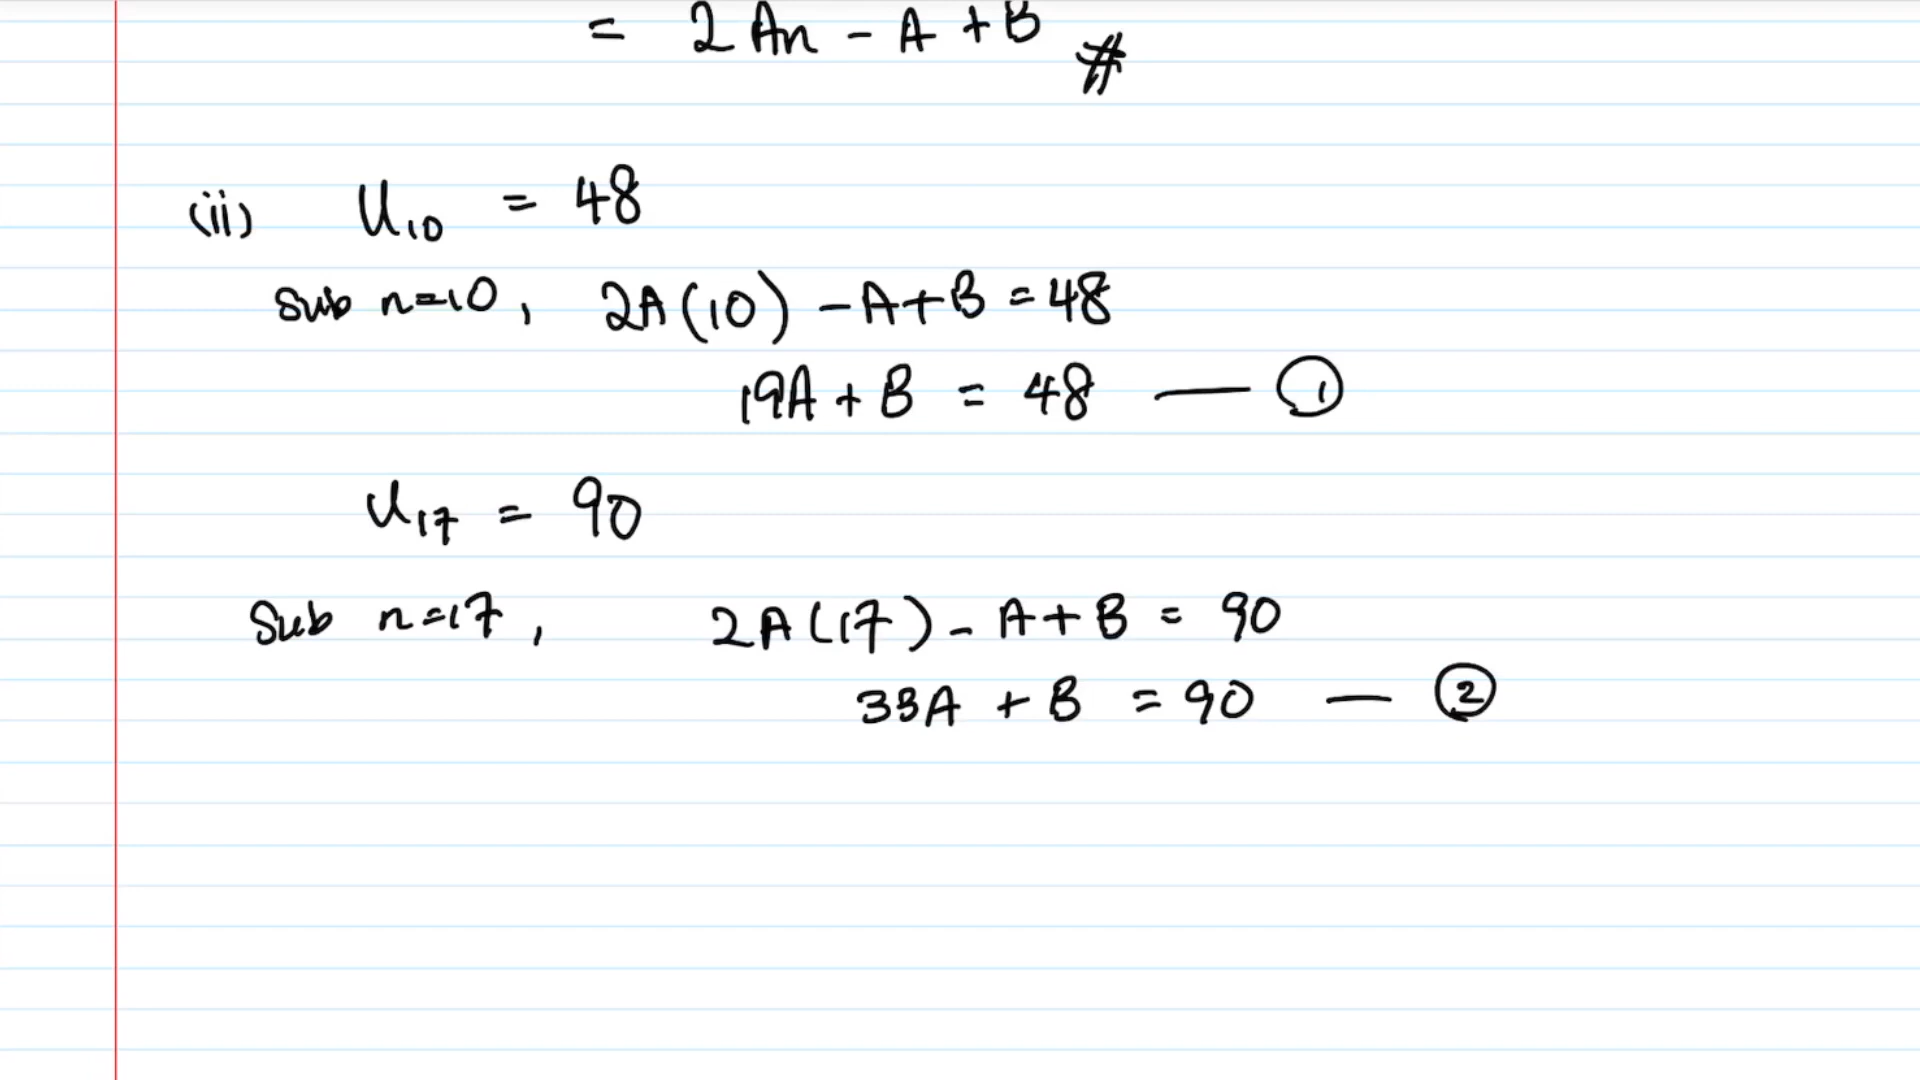 = 2An - A + B #
(ii) U₁₀ = 48
Sub n=10, 2A(10) - A + B = 48
19A + B = 48 — ①
U₁₇ = 90
Sub n=17, 2A(17) - A + B = 90
33A + B = 90 — ②